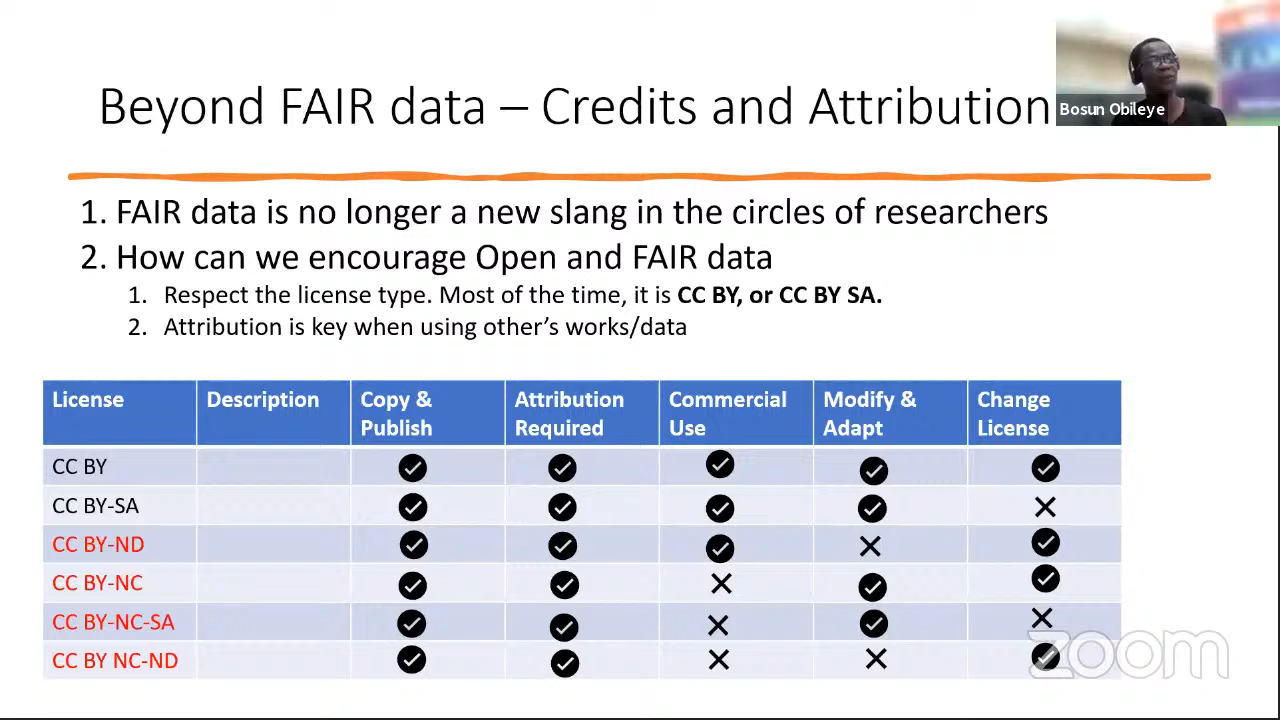 Beyond FAIR data – Credits and Attribution
Bosun Obileye
1. FAIR data is no longer a new slang in the circles of researchers
2. How can we encourage Open and FAIR data
1. Respect the license type. Most of the time, it is CC BY, or CC BY SA.
2. Attribution is key when using other's works/data
License Description Copy & Publish Attribution Required Commercial Use Modify & Adapt Change License
CC BY
CC BY-SA
CC BY-ND
CC BY-NC
CC BY-NC-SA
CC BY NC-ND
zoom